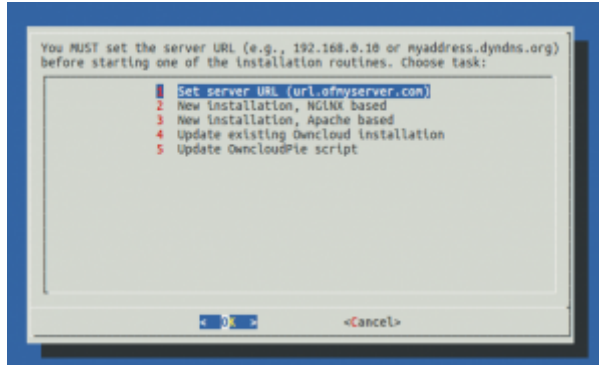 You MUST set the server URL (e.g., 192.168.0.10 or myaddress.dyndns.org)
before starting one of the installation routines. Choose task:
1 Set server URL (url.ofmyserver.com)
2 New installation, NGiNX based
3 New installation, Apache based
4 Update existing Owncloud installation
5 Update OwncloudPie script
< OK > <Cancel>